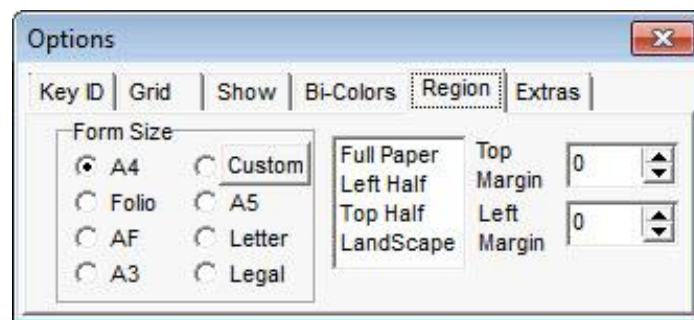 Options
Key ID
Grid
Show
Bi-Colors
Region
Extras
Form Size
A4
Custom
Folio
A5
AF
Letter
A3
Legal
Full Paper
Left Half
Top Half
LandScape
Top
Margin
0
Left
Margin
0